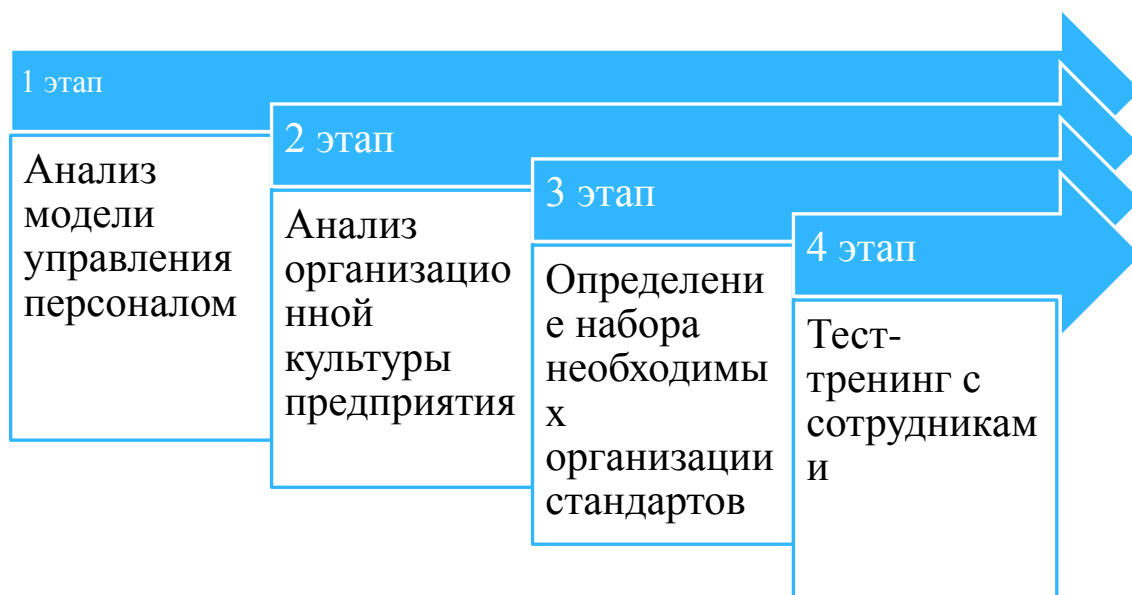 1 этап
Анализ
модели
управления
персоналом
2 этап
Анализ
организацио
нной
культуры
предприятия
3 этап
Определени
е набора
необходимы
х
организации
стандартов
4 этап
Тест-
тренинг с
сотрудникам
и